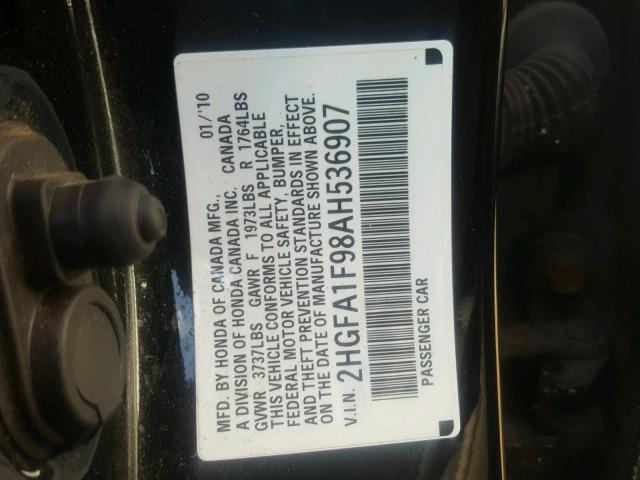 MFD. BY HONDA OF CANADA MFG., 01/'10
A DIVISION OF HONDA CANADA INC. CANADA
GVWR 3737LBS GAWR F 1973LBS R 1764LBS
THIS VEHICLE CONFORMS TO ALL APPLICABLE
FEDERAL MOTOR VEHICLE SAFETY, BUMPER,
AND THEFT PREVENTION STANDARDS IN EFFECT
ON THE DATE OF MANUFACTURE SHOWN ABOVE.
V.I.N. 2HGFA1F98AH536907
PASSENGER CAR